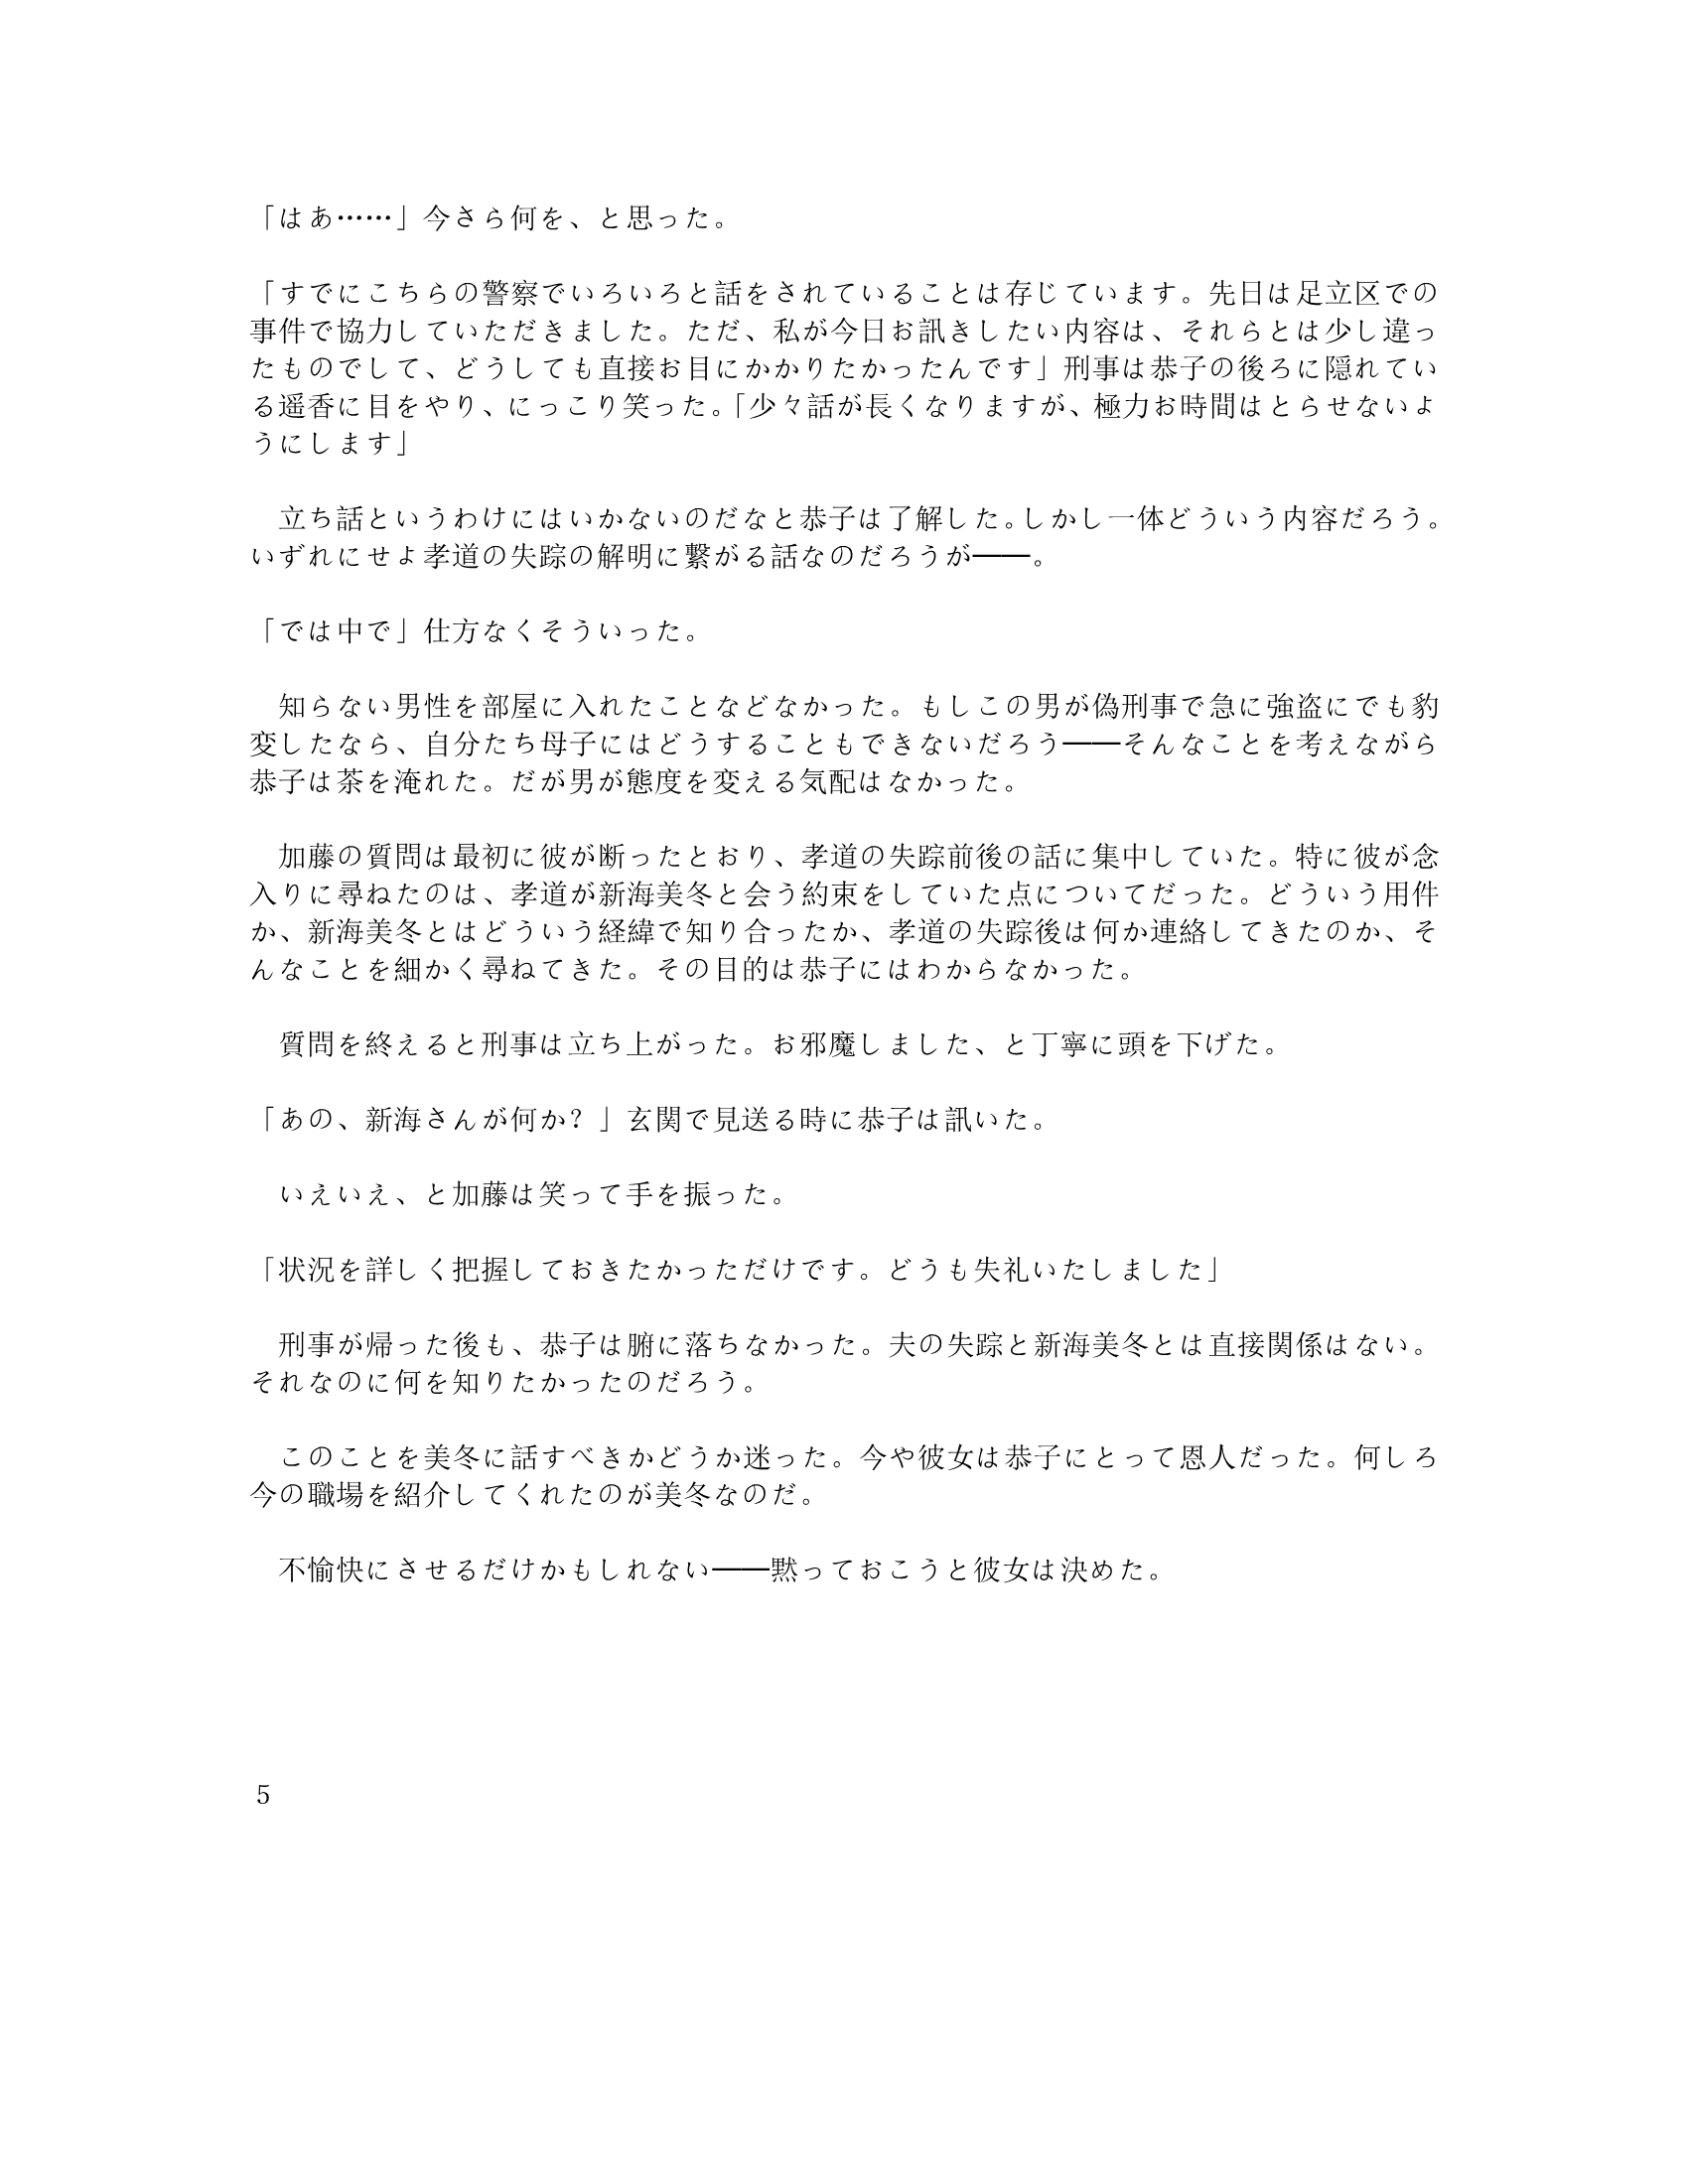 「はあ……」今さら何を、と思った。
「すでにこちらの警察でいろいろと話をされていることは存じています。先日は足立区での
事件で協力していただきました。ただ、私が今日お訊きしたい内容は、それらとは少し違っ
たものでして、どうしても直接お目にかかりたかったんです」刑事は恭子の後ろに隠れてい
る遥香に目をやり、にっこり笑った。「少々話が長くなりますが、極力お時間はとらせないよ
うにします」
　立ち話というわけにはいかないのだなと恭子は了解した。しかし一体どういう内容だろう。
いずれにせよ孝道の失踪の解明に繋がる話なのだろうが――。
「では中で」仕方なくそういった。
　知らない男性を部屋に入れたことなどなかった。もしこの男が偽刑事で急に強盗にでも豹
変したなら、自分たち母子にはどうすることもできないだろう――そんなことを考えながら
恭子は茶を淹れた。だが男が態度を変える気配はなかった。
　加藤の質問は最初に彼が断ったとおり、孝道の失踪前後の話に集中していた。特に彼が念
入りに尋ねたのは、孝道が新海美冬と会う約束をしていた点についてだった。どういう用件
か、新海美冬とはどういう経緯で知り合ったか、孝道の失踪後は何か連絡してきたのか、そ
んなことを細かく尋ねてきた。その目的は恭子にはわからなかった。
　質問を終えると刑事は立ち上がった。お邪魔しました、と丁寧に頭を下げた。
「あの、新海さんが何か？」玄関で見送る時に恭子は訊いた。
　いえいえ、と加藤は笑って手を振った。
「状況を詳しく把握しておきたかっただけです。どうも失礼いたしました」
　刑事が帰った後も、恭子は腑に落ちなかった。夫の失踪と新海美冬とは直接関係はない。
それなのに何を知りたかったのだろう。
　このことを美冬に話すべきかどうか迷った。今や彼女は恭子にとって恩人だった。何しろ
今の職場を紹介してくれたのが美冬なのだ。
　不愉快にさせるだけかもしれない――黙っておこうと彼女は決めた。
5